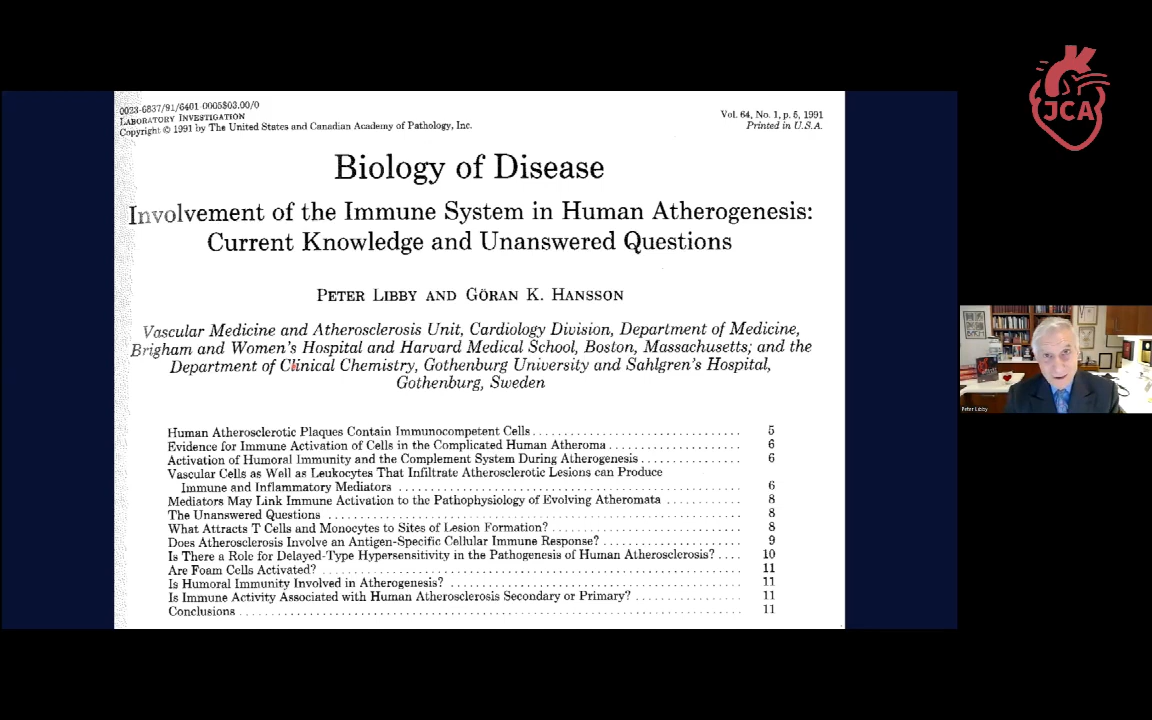 0023-6837/91/6401-0005$03.00/0
LABORATORY INVESTIGATION
Copyright © 1991 by The United States and Canadian Academy of Pathology, Inc.
Vol. 64, No. 1, p. 5, 1991
Printed in U.S.A.
Biology of Disease
Involvement of the Immune System in Human Atherogenesis:
Current Knowledge and Unanswered Questions
PETER LIBBY AND GÖRAN K. HANSSON
Vascular Medicine and Atherosclerosis Unit, Cardiology Division, Department of Medicine,
Brigham and Women's Hospital and Harvard Medical School, Boston, Massachusetts; and the
Department of Clinical Chemistry, Gothenburg University and Sahlgren's Hospital,
Gothenburg, Sweden
Human Atherosclerotic Plaques Contain Immunocompetent Cells . . . . . . . . . . 5
Evidence for Immune Activation of Cells in the Complicated Human Atheroma . . . . . . . . . . 6
Activation of Humoral Immunity and the Complement System During Atherogenesis . . . . . . . . . . 6
Vascular Cells as Well as Leukocytes That Infiltrate Atherosclerotic Lesions can Produce
Immune and Inflammatory Mediators . . . . . . . . . . 6
Mediators May Link Immune Activation to the Pathophysiology of Evolving Atheromata . . . . . . . . . . 8
The Unanswered Questions . . . . . . . . . . 8
What Attracts T Cells and Monocytes to Sites of Lesion Formation? . . . . . . . . . . 8
Does Atherosclerosis Involve an Antigen-Specific Cellular Immune Response? . . . . . . . . . . 9
Is There a Role for Delayed-Type Hypersensitivity in the Pathogenesis of Human Atherosclerosis? . . . . 10
Are Foam Cells Activated? . . . . . . . . . . 11
Is Humoral Immunity Involved in Atherogenesis? . . . . . . . . . . 11
Is Immune Activity Associated with Human Atherosclerosis Secondary or Primary? . . . . . . . . . . 11
Conclusions . . . . . . . . . . 11
JCA
Peter Libby